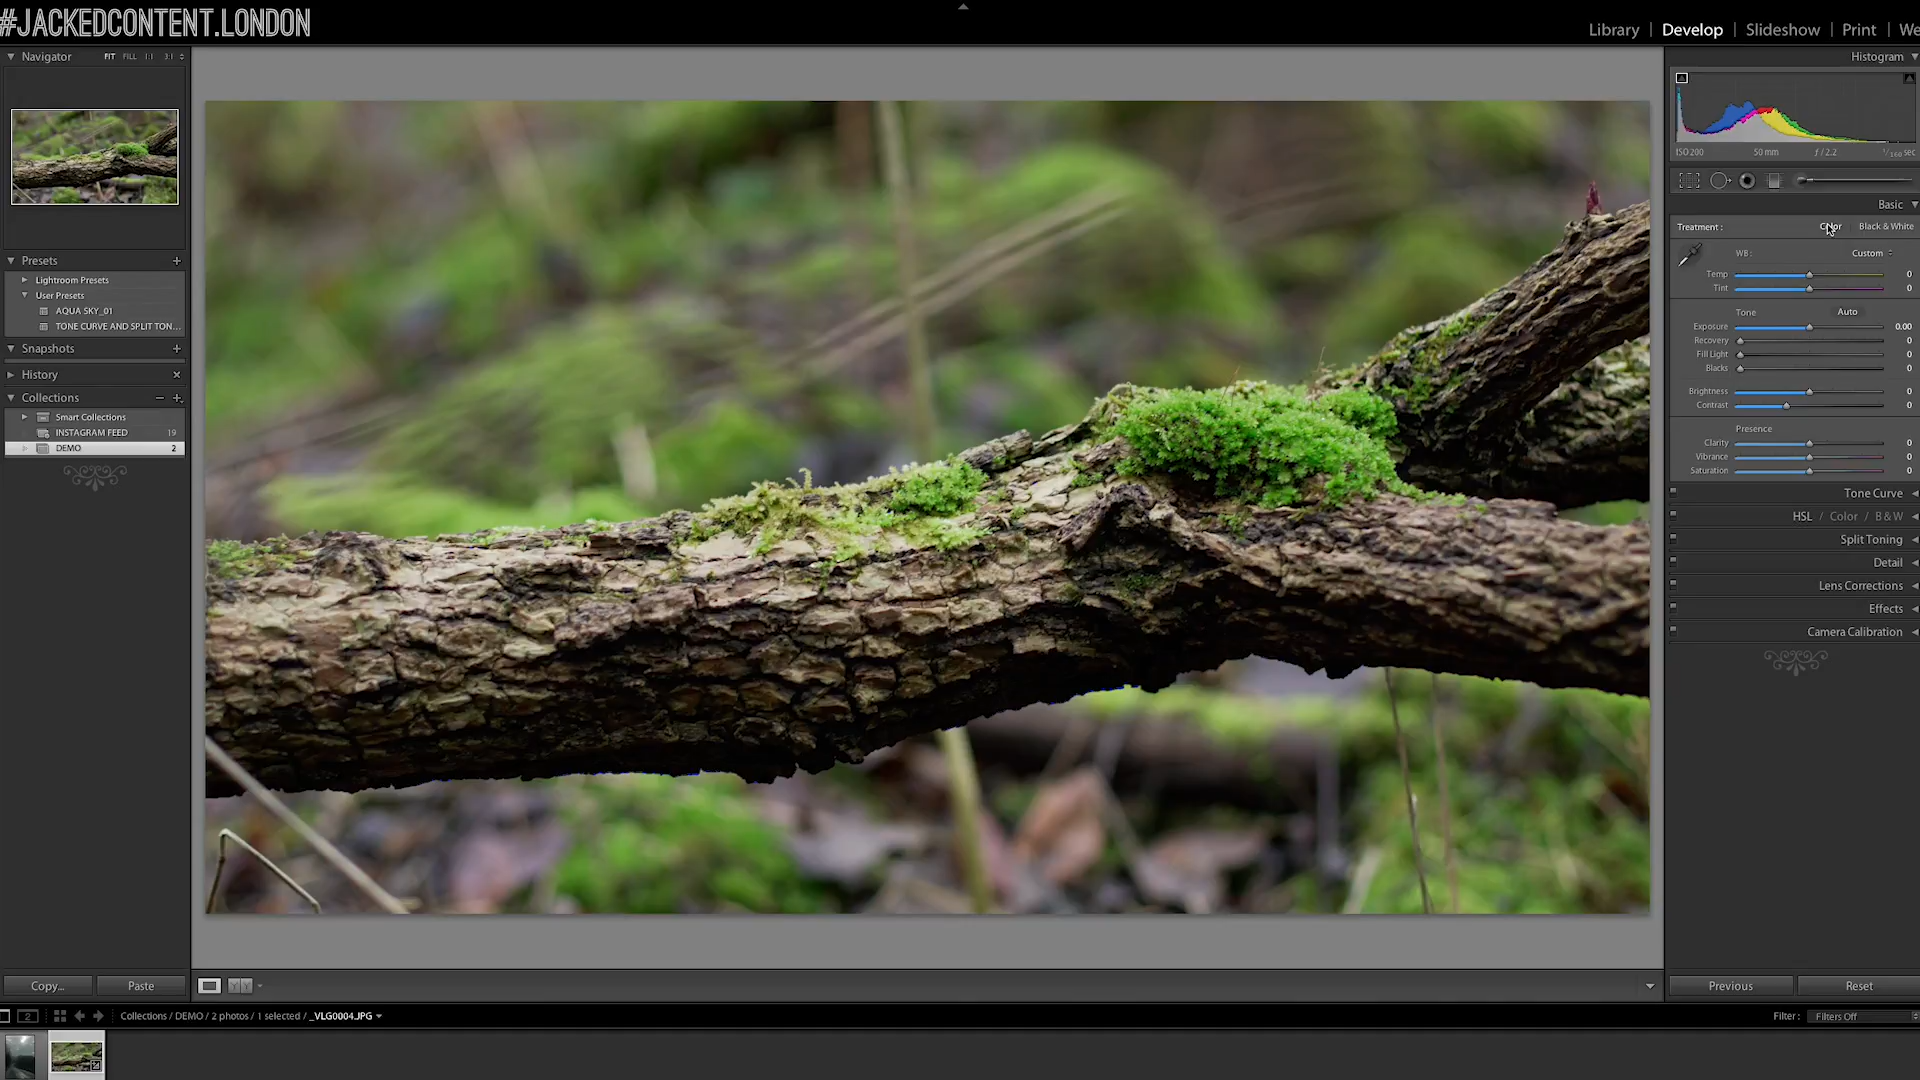 #JACKEDCONTENT.LONDON
Library | Develop | Slideshow | Print | We
Navigator FIT FILL 1:1 3:1
Presets +
Lightroom Presets
User Presets
AQUA SKY_01
TONE CURVE AND SPLIT TON...
Snapshots +
History ×
Collections − +
Smart Collections
INSTAGRAM FEED 19
DEMO 2
Copy... Paste
Histogram
ISO 200 50 mm ƒ / 2.2 1/160 sec
Basic
Treatment : Color Black & White
WB : Custom
Temp 0
Tint 0
Tone Auto
Exposure 0.00
Recovery 0
Fill Light 0
Blacks 0
Brightness 0
Contrast 0
Presence
Clarity 0
Vibrance 0
Saturation 0
Tone Curve
HSL / Color / B & W
Split Toning
Detail
Lens Corrections
Effects
Camera Calibration
Previous Reset
YY
2 Collections / DEMO / 2 photos / 1 selected / _VLG0004.JPG
Filter : Filters Off